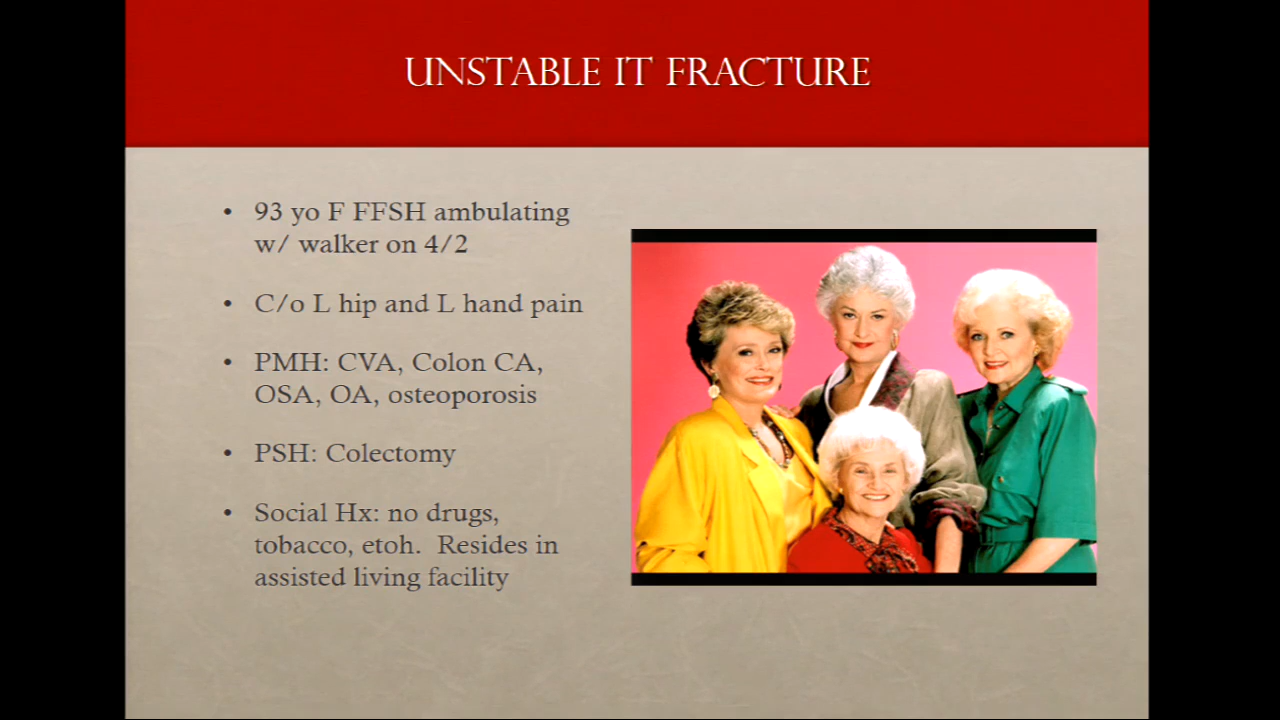 UNSTABLE IT FRACTURE
• 93 yo F FFSH ambulating
w/ walker on 4/2
• C/o L hip and L hand pain
• PMH: CVA, Colon CA,
OSA, OA, osteoporosis
• PSH: Colectomy
• Social Hx: no drugs,
tobacco, etoh. Resides in
assisted living facility